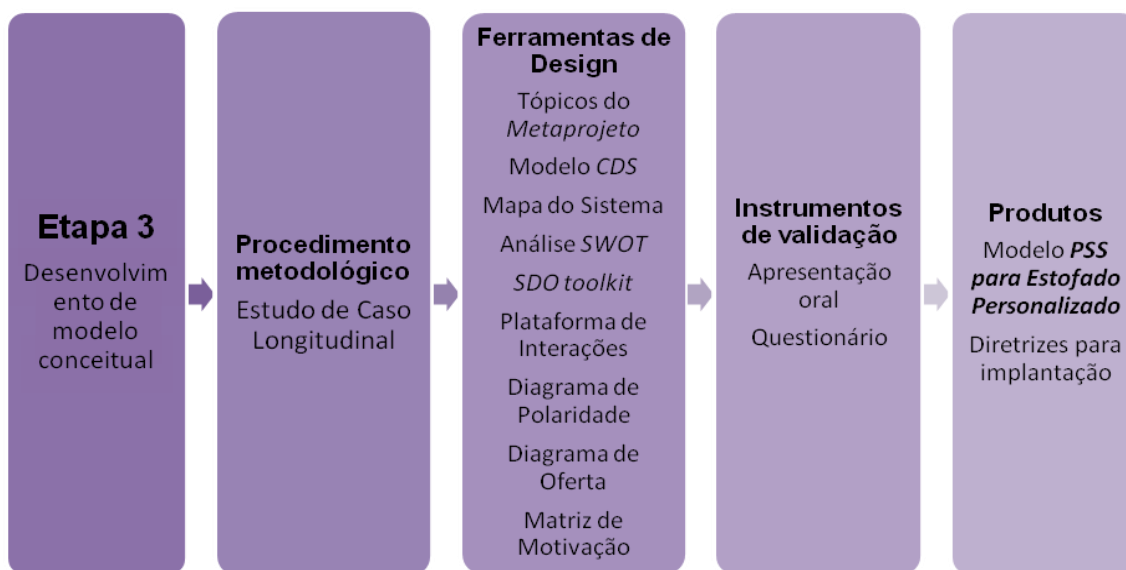 Etapa 3
Desenvolvim
ento de
modelo
conceitual
Procedimento
metodológico
Estudo de Caso
Longitudinal
Ferramentas de
Design
Tópicos do
Metaprojeto
Modelo CDS
Mapa do Sistema
Análise SWOT
SDO toolkit
Plataforma de
Interações
Diagrama de
Polaridade
Diagrama de
Oferta
Matriz de
Motivação
Instrumentos
de validação
Apresentação
oral
Questionário
Produtos
Modelo PSS
para Estofado
Personalizado
Diretrizes para
implantação